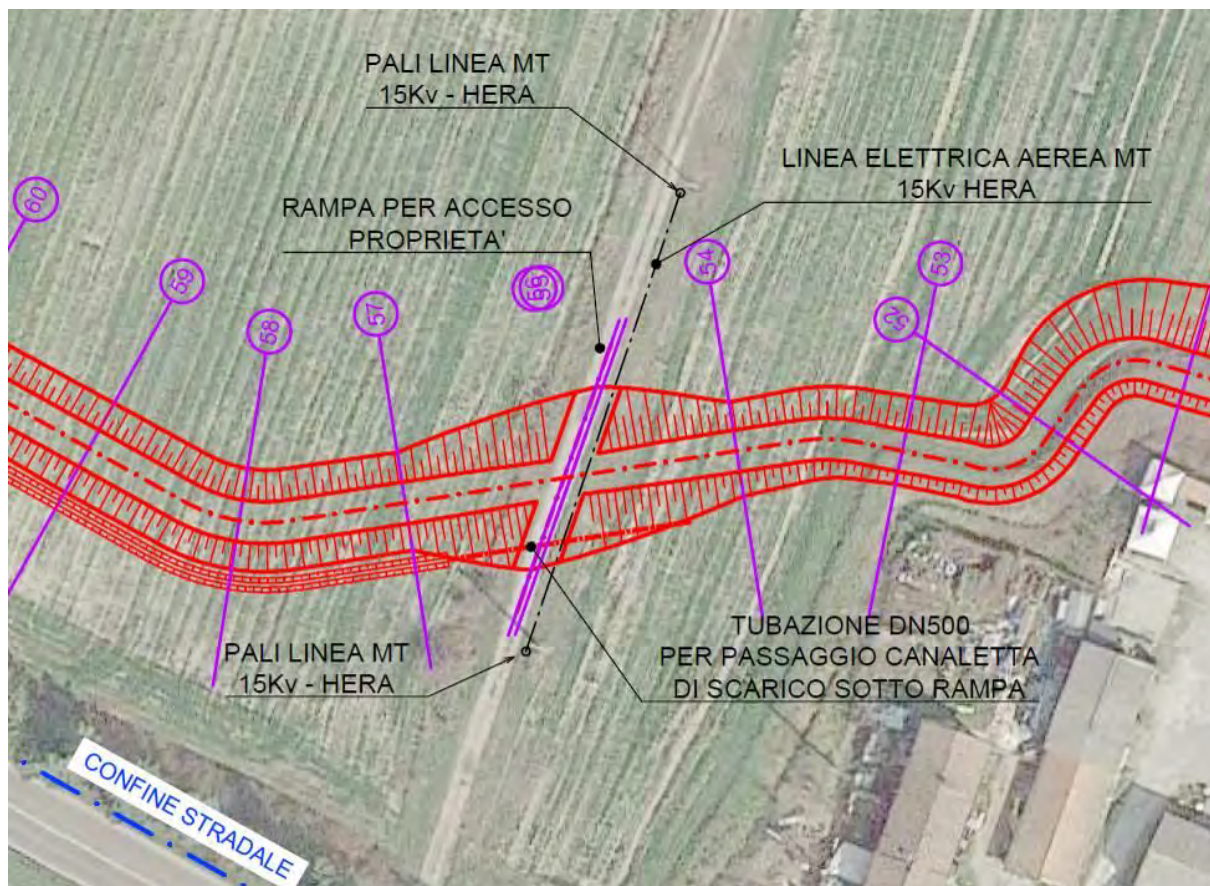 PALI LINEA MT
15Kv - HERA
LINEA ELETTRICA AEREA MT
15Kv HERA
RAMPA PER ACCESSO
PROPRIETA'
60
59
58
57
54
53
52
TUBAZIONE DN500
PER PASSAGGIO CANALETTA
DI SCARICO SOTTO RAMPA
PALI LINEA MT
15Kv - HERA
CONFINE STRADALE